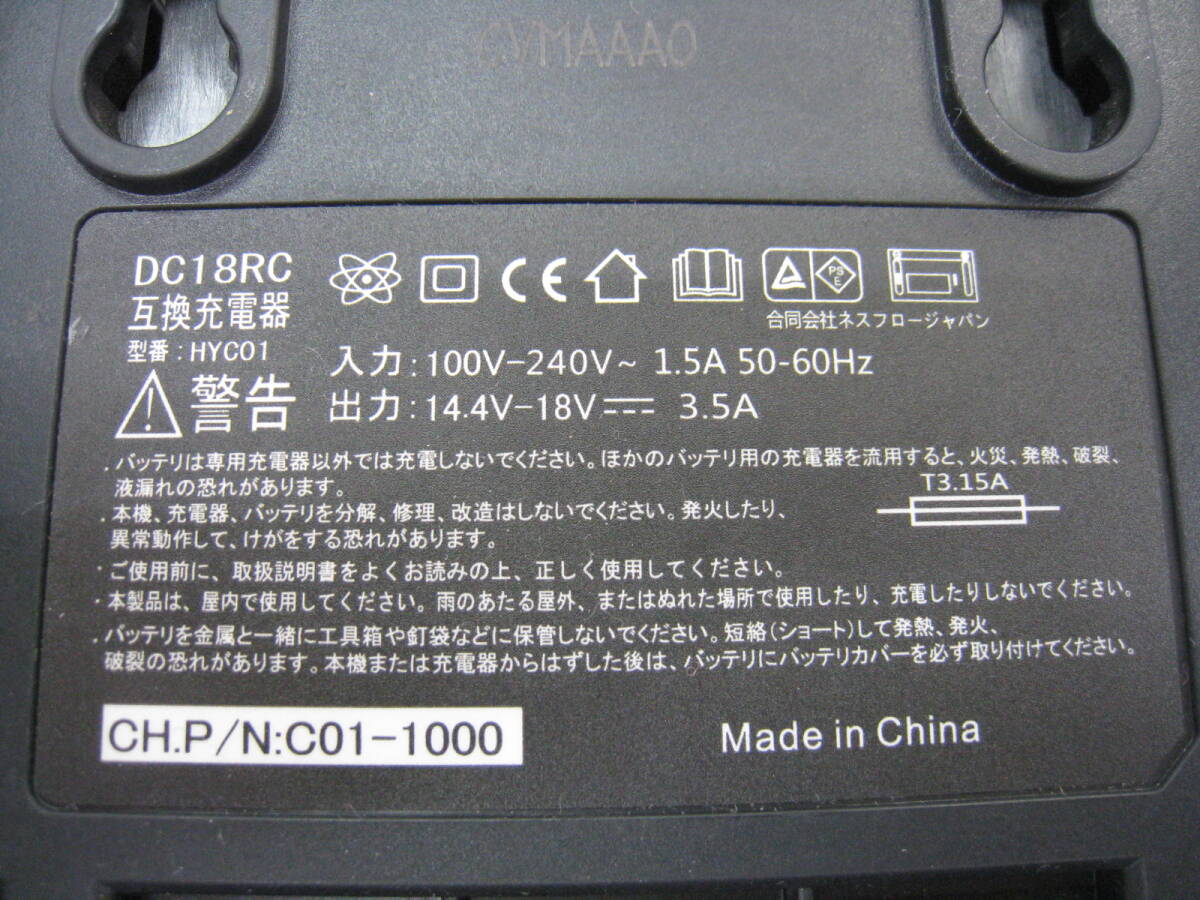 CVMAAAO
DC18RC
互換充電器
型番:HYC01
CE
PS
E
合同会社ネスフロージャパン
入力:100V-240V~ 1.5A 50-60Hz
出力:14.4V-18V⎓ 3.5A
警告
.バッテリは専用充電器以外では充電しないでください。ほかのバッテリ用の充電器を流用すると、火災、発熱、破裂、
液漏れの恐れがあります。
T3.15A
.本機、充電器、バッテリを分解、修理、改造はしないでください。発火したり、
異常動作して、けがをする恐れがあります。
・ご使用前に、取扱説明書をよくお読みの上、正しく使用してください。
・本製品は、屋内で使用してください。雨のあたる屋外、またはぬれた場所で使用したり、充電したりしないでください。
.バッテリを金属と一緒に工具箱や釘袋などに保管しないでください。短絡(ショート)して発熱、発火、
破裂の恐れがあります。本機または充電器からはずした後は、バッテリにバッテリカバーを必ず取り付けてください。
CH.P/N:C01-1000
Made in China